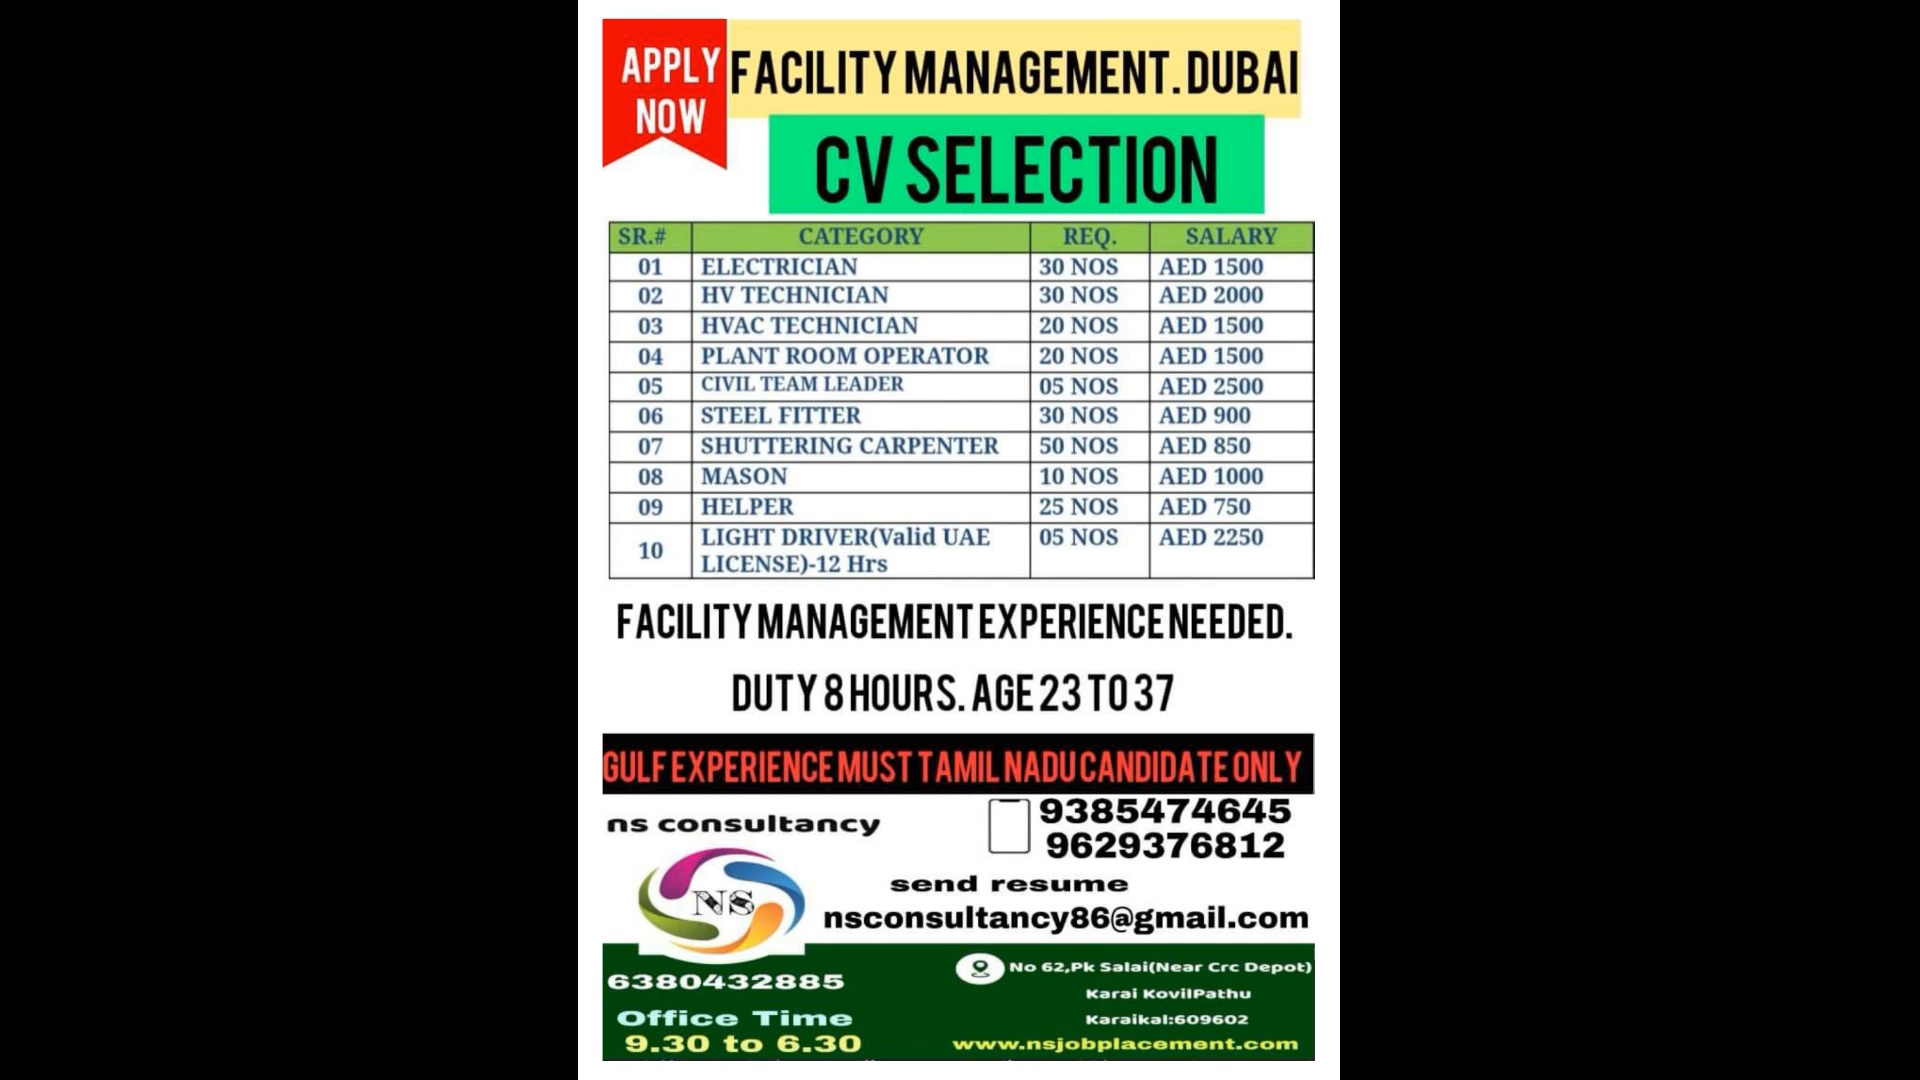 APPLY
NOW
FACILITY MANAGEMENT. DUBAI
CV SELECTION
SR.# CATEGORY REQ. SALARY
01 ELECTRICIAN 30 NOS AED 1500
02 HV TECHNICIAN 30 NOS AED 2000
03 HVAC TECHNICIAN 20 NOS AED 1500
04 PLANT ROOM OPERATOR 20 NOS AED 1500
05 CIVIL TEAM LEADER 05 NOS AED 2500
06 STEEL FITTER 30 NOS AED 900
07 SHUTTERING CARPENTER 50 NOS AED 850
08 MASON 10 NOS AED 1000
09 HELPER 25 NOS AED 750
10 LIGHT DRIVER(Valid UAE 05 NOS AED 2250
LICENSE)-12 Hrs
FACILITY MANAGEMENT EXPERIENCE NEEDED.
DUTY 8 HOURS. AGE 23 TO 37
GULF EXPERIENCE MUST TAMIL NADU CANDIDATE ONLY
ns consultancy
9385474645
9629376812
send resume
nsconsultancy86@gmail.com
NS
6380432885
Office Time
9.30 to 6.30
No 62,Pk Salai(Near Crc Depot)
Karai KovilPathu
Karaikal:609602
www.nsjobplacement.com